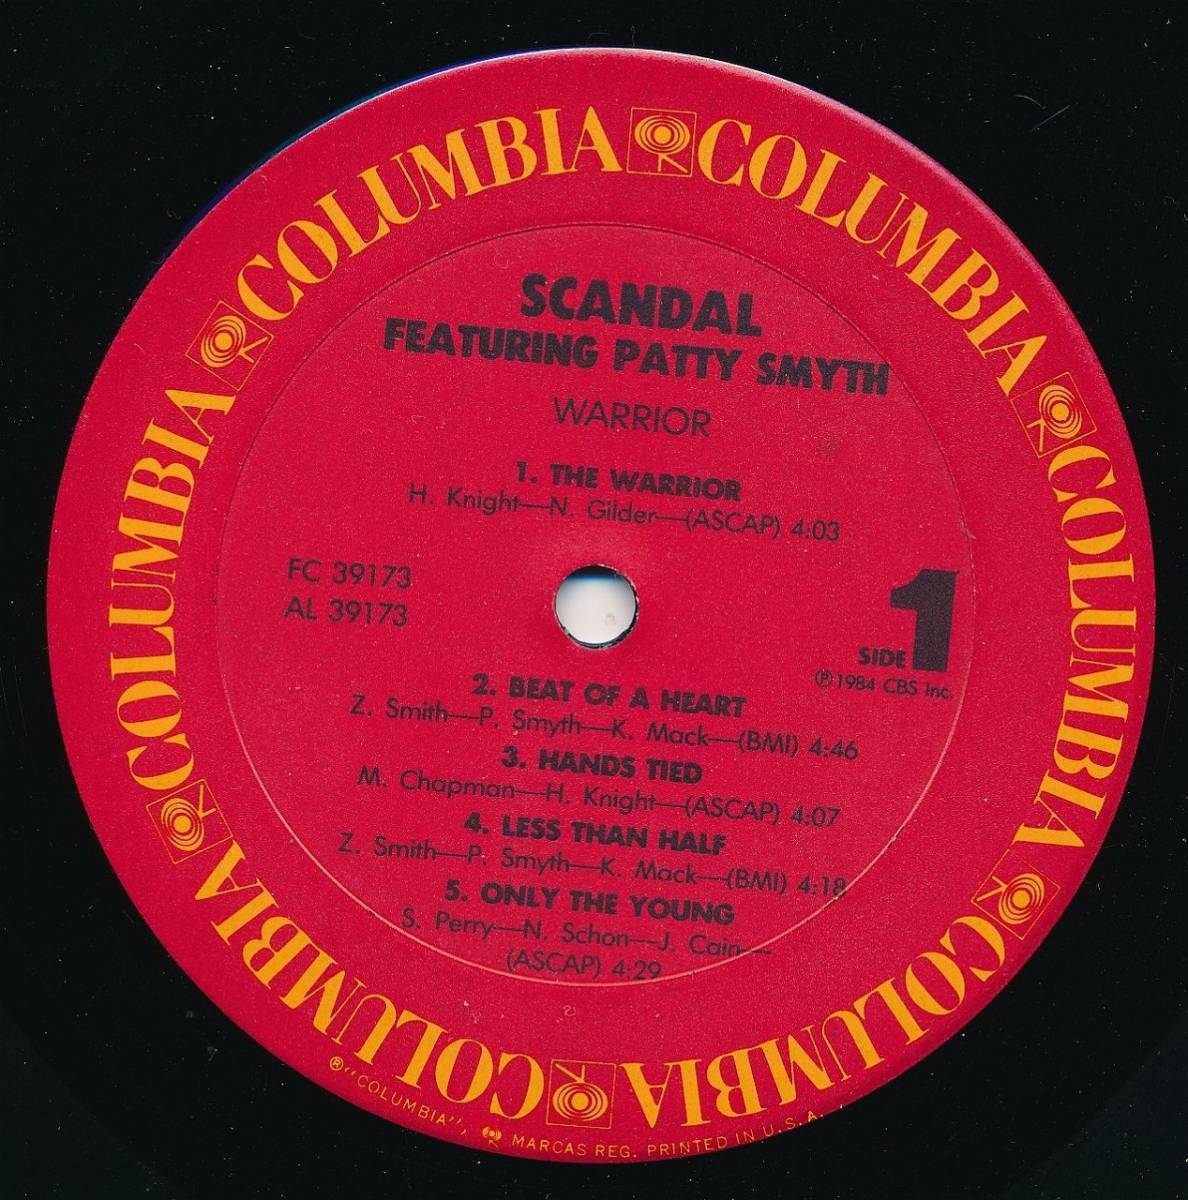 COLUMBIA COLUMBIA COLUMBIA COLUMBIA COLUMBIA COLUMBIA COLUMBIA
SCANDAL
FEATURING PATTY SMYTH
WARRIOR
1. THE WARRIOR
H. Knight—N. Gilder—(ASCAP) 4:03
FC 39173
AL 39173
1
SIDE
℗1984 CBS Inc.
2. BEAT OF A HEART
Z. Smith—P. Smyth—K. Mack—(BMI) 4:46
3. HANDS TIED
M. Chapman—H. Knight—(ASCAP) 4:07
4. LESS THAN HALF
Z. Smith—P. Smyth—K. Mack—(BMI) 4:18
5. ONLY THE YOUNG
S. Perry—N. Schon—J. Cain—
(ASCAP) 4:29
®"COLUMBIA", MARCAS REG. PRINTED IN U.S.A.